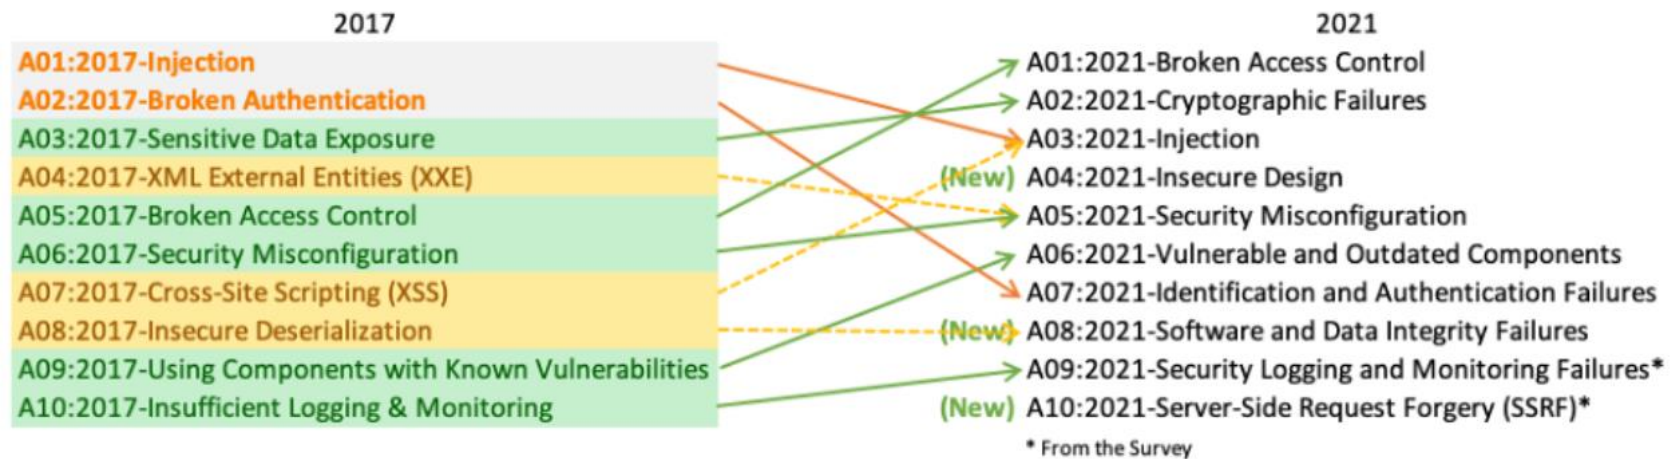 2017
A01:2017-Injection
A02:2017-Broken Authentication
A03:2017-Sensitive Data Exposure
A04:2017-XML External Entities (XXE)
A05:2017-Broken Access Control
A06:2017-Security Misconfiguration
A07:2017-Cross-Site Scripting (XSS)
A08:2017-Insecure Deserialization
A09:2017-Using Components with Known Vulnerabilities
A10:2017-Insufficient Logging & Monitoring
2021
A01:2021-Broken Access Control
A02:2021-Cryptographic Failures
A03:2021-Injection
(New) A04:2021-Insecure Design
A05:2021-Security Misconfiguration
A06:2021-Vulnerable and Outdated Components
A07:2021-Identification and Authentication Failures
(New) A08:2021-Software and Data Integrity Failures
A09:2021-Security Logging and Monitoring Failures*
(New) A10:2021-Server-Side Request Forgery (SSRF)*
* From the Survey